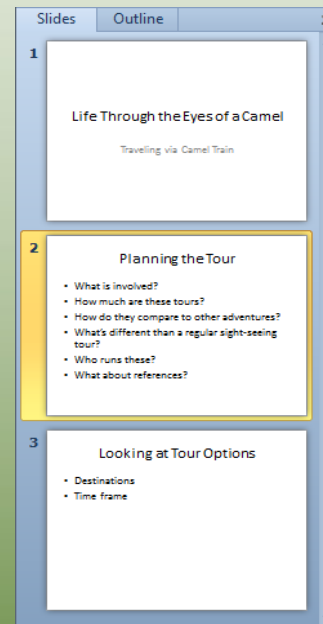 Slides Outline
1
Life Through the Eyes of a Camel
Traveling via Camel Train
2
Planning the Tour
• What is involved?
• How much are these tours?
• How do they compare to other adventures?
• What's different than a regular sight-seeing
tour?
• Who runs these?
• What about references?
3
Looking at Tour Options
• Destinations
• Time frame